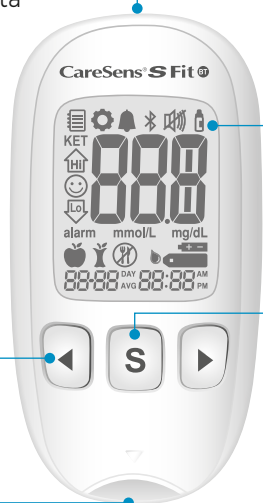 ta
CareSens S Fit BT
KET
888
Hi
Lo
alarm mmol/L mg/dL
88-88 DAY AVG 88:88 AM PM
S